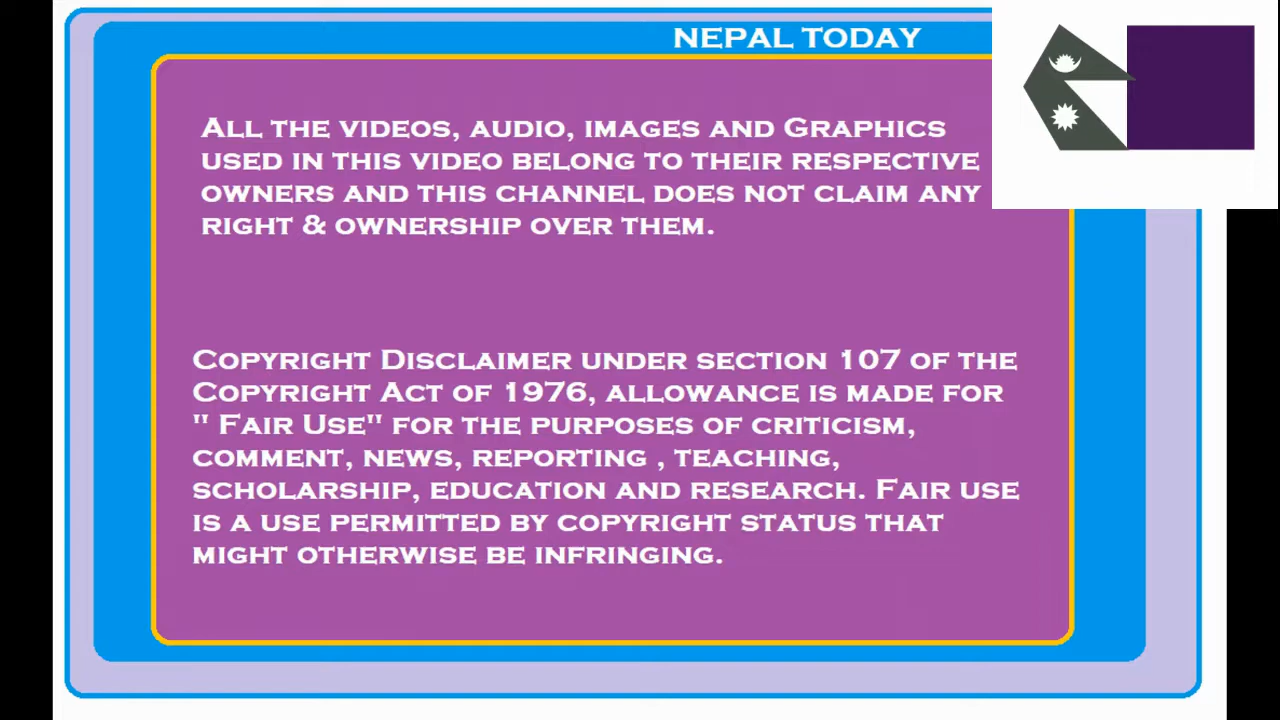 NEPAL TODAY
ALL THE VIDEOS, AUDIO, IMAGES AND GRAPHICS
USED IN THIS VIDEO BELONG TO THEIR RESPECTIVE
OWNERS AND THIS CHANNEL DOES NOT CLAIM ANY
RIGHT & OWNERSHIP OVER THEM.
COPYRIGHT DISCLAIMER UNDER SECTION 107 OF THE
COPYRIGHT ACT OF 1976, ALLOWANCE IS MADE FOR
" FAIR USE" FOR THE PURPOSES OF CRITICISM,
COMMENT, NEWS, REPORTING , TEACHING,
SCHOLARSHIP, EDUCATION AND RESEARCH. FAIR USE
IS A USE PERMITTED BY COPYRIGHT STATUS THAT
MIGHT OTHERWISE BE INFRINGING.